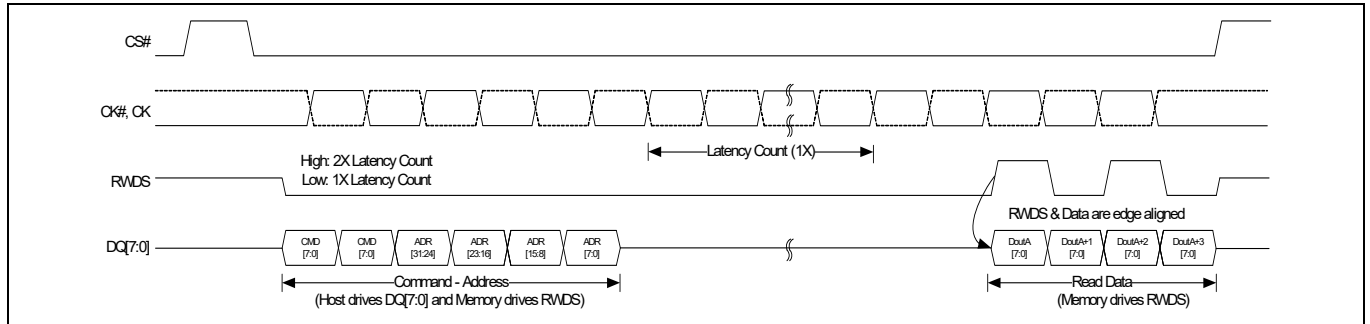 CS#
CK#, CK
Latency Count (1X)
High: 2X Latency Count
Low: 1X Latency Count
RWDS
RWDS & Data are edge aligned
DQ[7:0]
CMD [7:0]
CMD [7:0]
ADR [31:24]
ADR [23:16]
ADR [15:8]
ADR [7:0]
DoutA [7:0]
DoutA+1 [7:0]
DoutA+2 [7:0]
DoutA+3 [7:0]
Command - Address
(Host drives DQ[7:0] and Memory drives RWDS)
Read Data
(Memory drives RWDS)